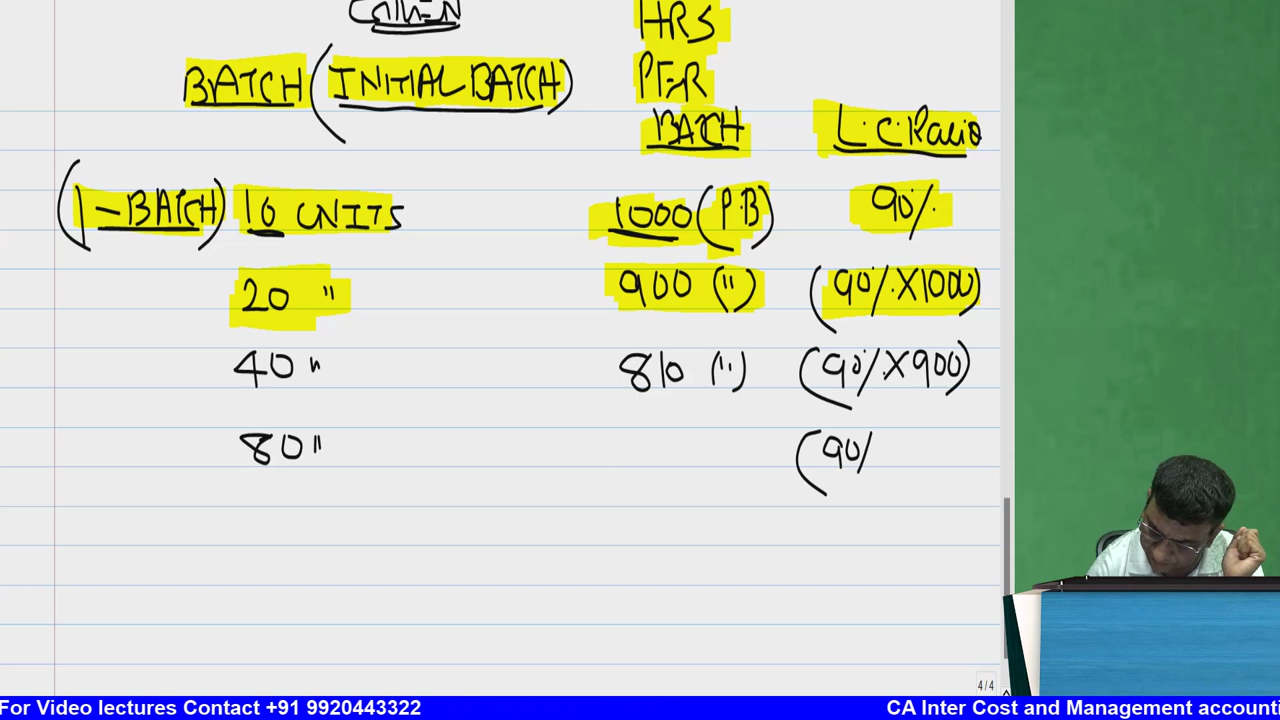 HRS
PER
BATCH (INITIAL BATCH)
BATCH
L.C. Ratio
(1-BATCH) 10 UNITS 1000 (P.B) 90%
20 " 900 (") (90% X 1000)
40 " 810 (") (90% X 900)
80 " (90%
4/4
For Video lectures Contact +91 9920443322 CA Inter Cost and Management accounti